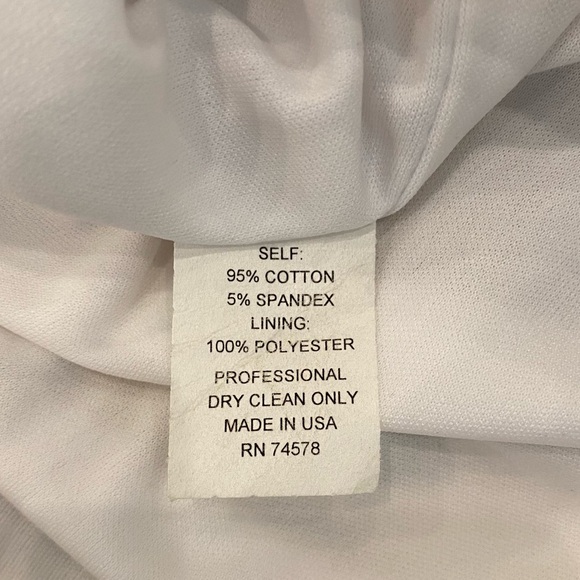 SELF:
95% COTTON
5% SPANDEX
LINING:
100% POLYESTER
PROFESSIONAL
DRY CLEAN ONLY
MADE IN USA
RN 74578